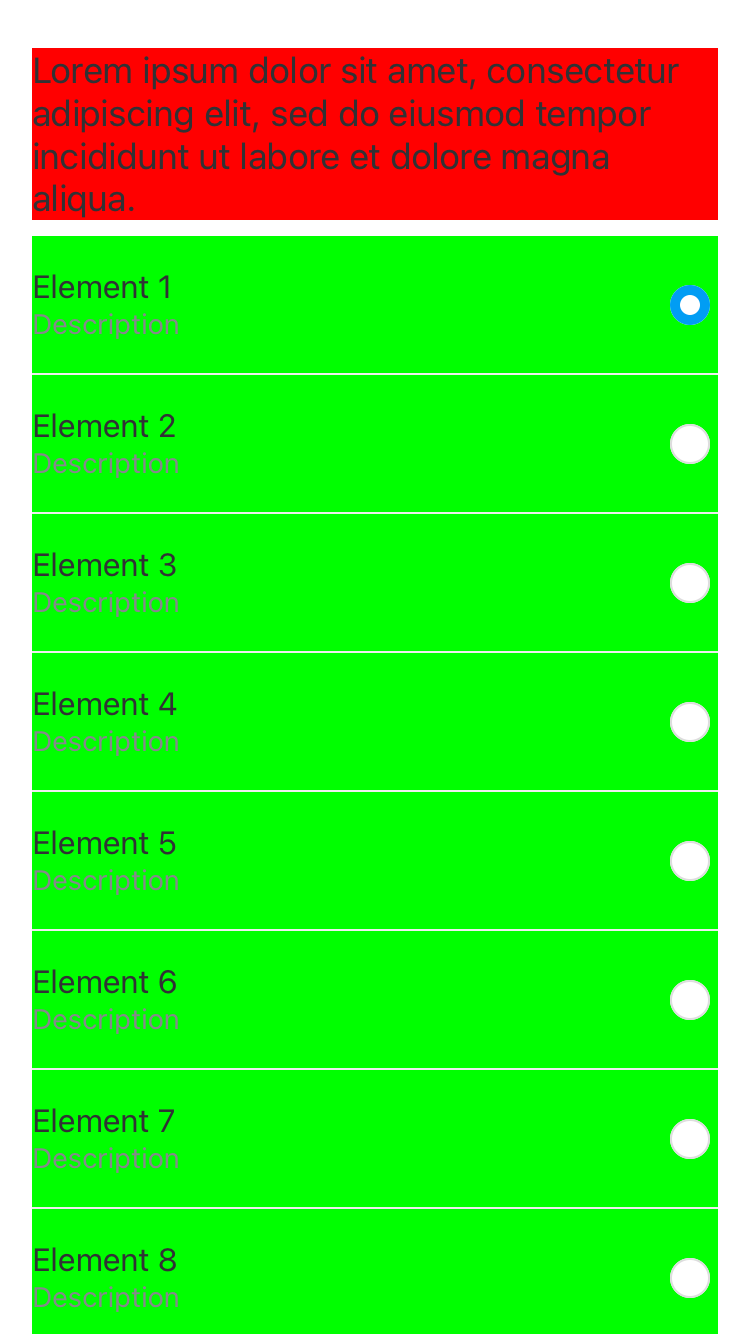 Lorem ipsum dolor sit amet, consectetur
adipiscing elit, sed do eiusmod tempor
incididunt ut labore et dolore magna
aliqua.
Element 1
Description
Element 2
Description
Element 3
Description
Element 4
Description
Element 5
Description
Element 6
Description
Element 7
Description
Element 8
Description